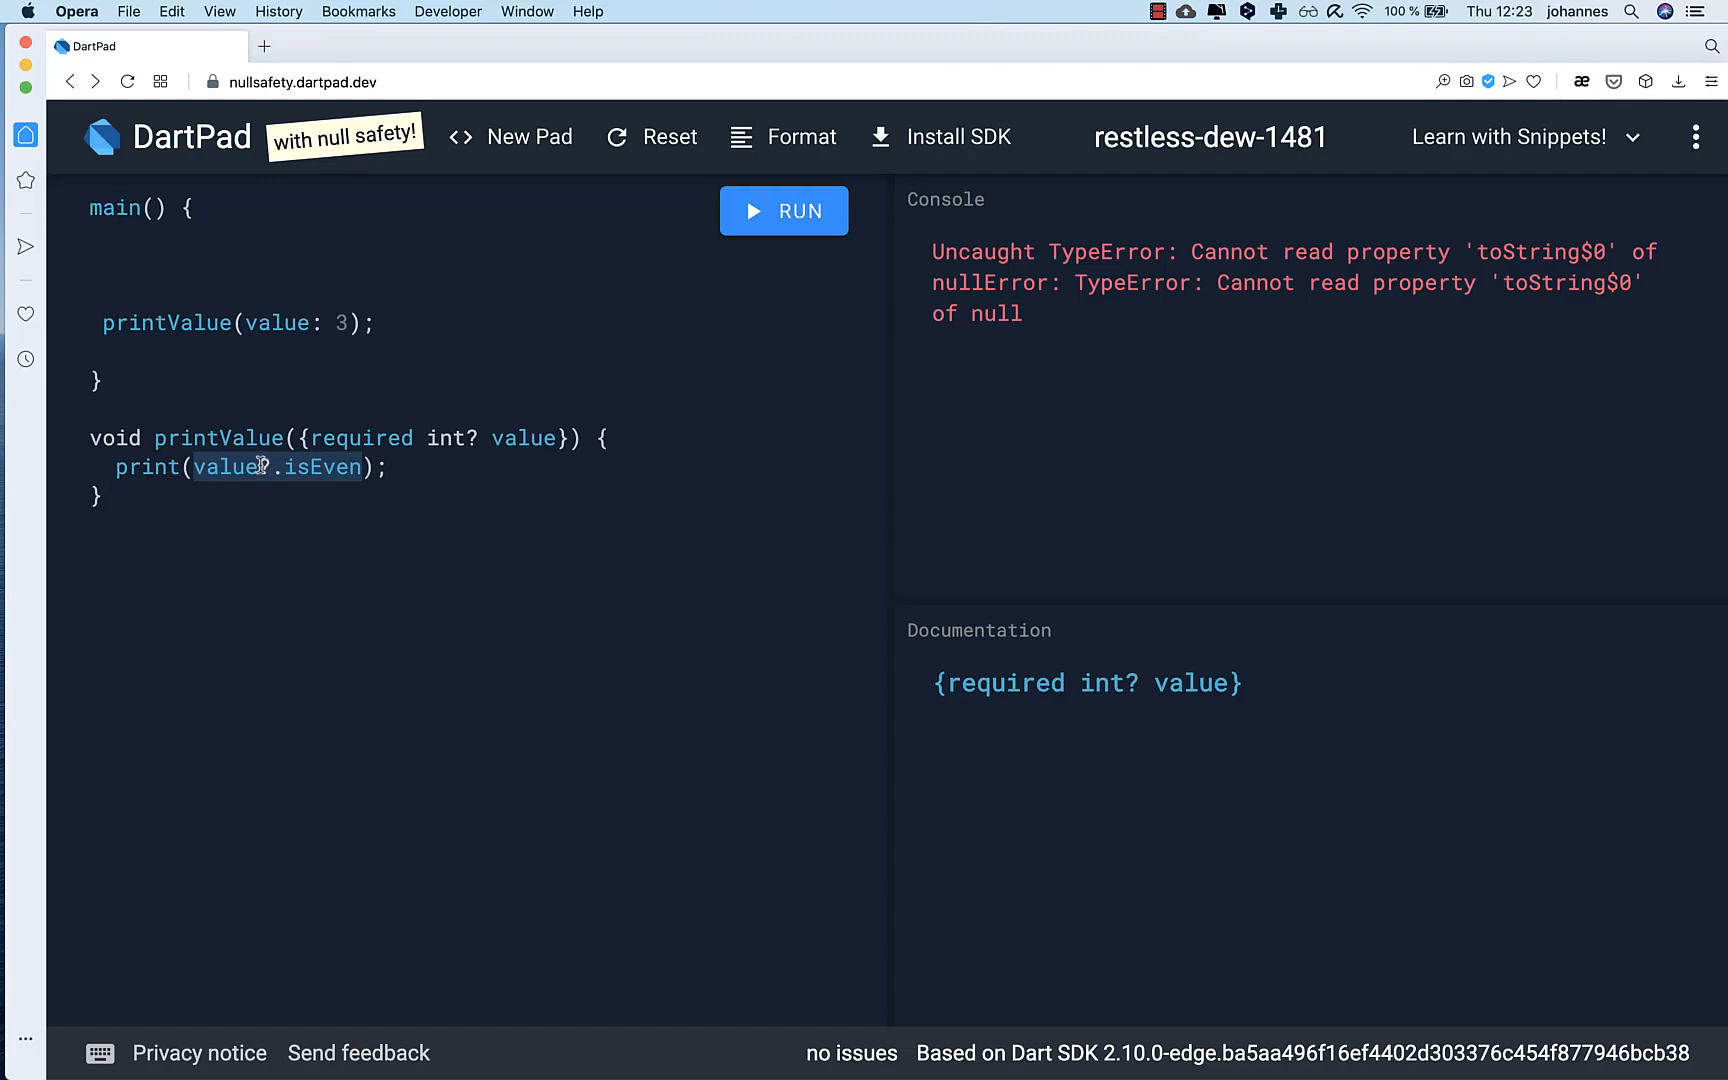 Opera File Edit View History Bookmarks Developer Window Help 100 % Thu 12:23 johannes
DartPad
nullsafety.dartpad.dev
DartPad with null safety! <> New Pad Reset Format Install SDK restless-dew-1481 Learn with Snippets!
main() {
RUN
printValue(value: 3);
}
void printValue({required int? value}) {
print(value?.isEven);
}
Console
Uncaught TypeError: Cannot read property 'toString$0' of
nullError: TypeError: Cannot read property 'toString$0'
of null
Documentation
{required int? value}
Privacy notice Send feedback no issues Based on Dart SDK 2.10.0-edge.ba5aa496f16ef4402d303376c454f877946bcb38